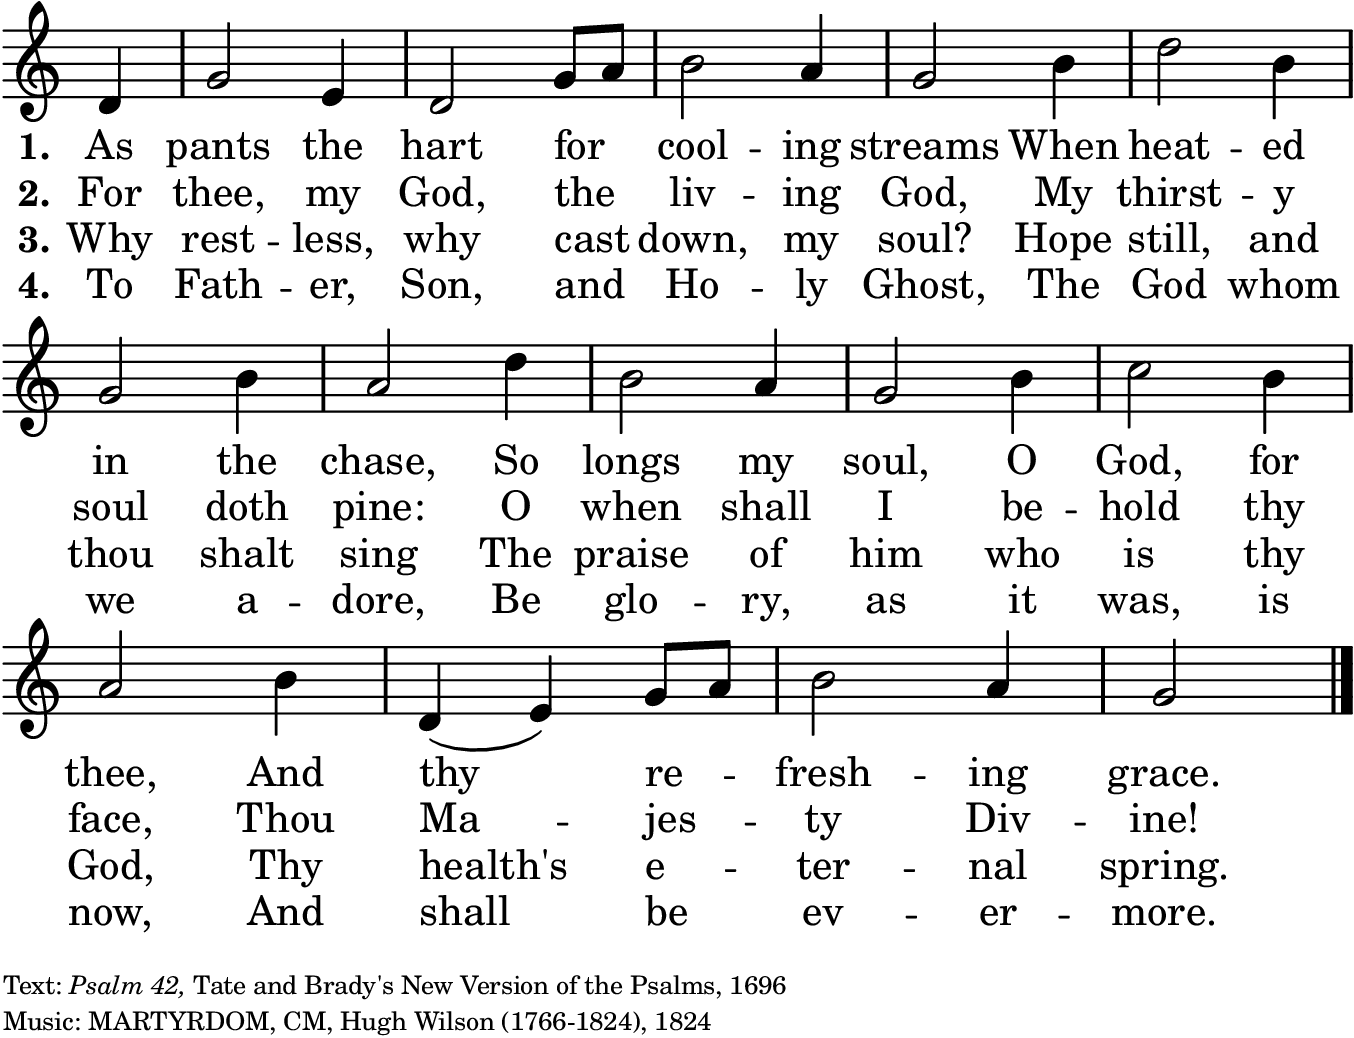 1. As pants the hart for cool - ing streams When heat - ed
2. For thee, my God, the liv - ing God, My thirst - y
3. Why rest - less, why cast down, my soul? Hope still, and
4. To Fath - er, Son, and Ho - ly Ghost, The God whom
in the chase, So longs my soul, O God, for
soul doth pine: O when shall I be - hold thy
thou shalt sing The praise of him who is thy
we a - dore, Be glo - ry, as it was, is
thee, And thy re - fresh - ing grace.
face, Thou Ma - jes - ty Div - ine!
God, Thy health's e - ter - nal spring.
now, And shall be ev - er - more.
Text: Psalm 42, Tate and Brady's New Version of the Psalms, 1696
Music: MARTYRDOM, CM, Hugh Wilson (1766-1824), 1824